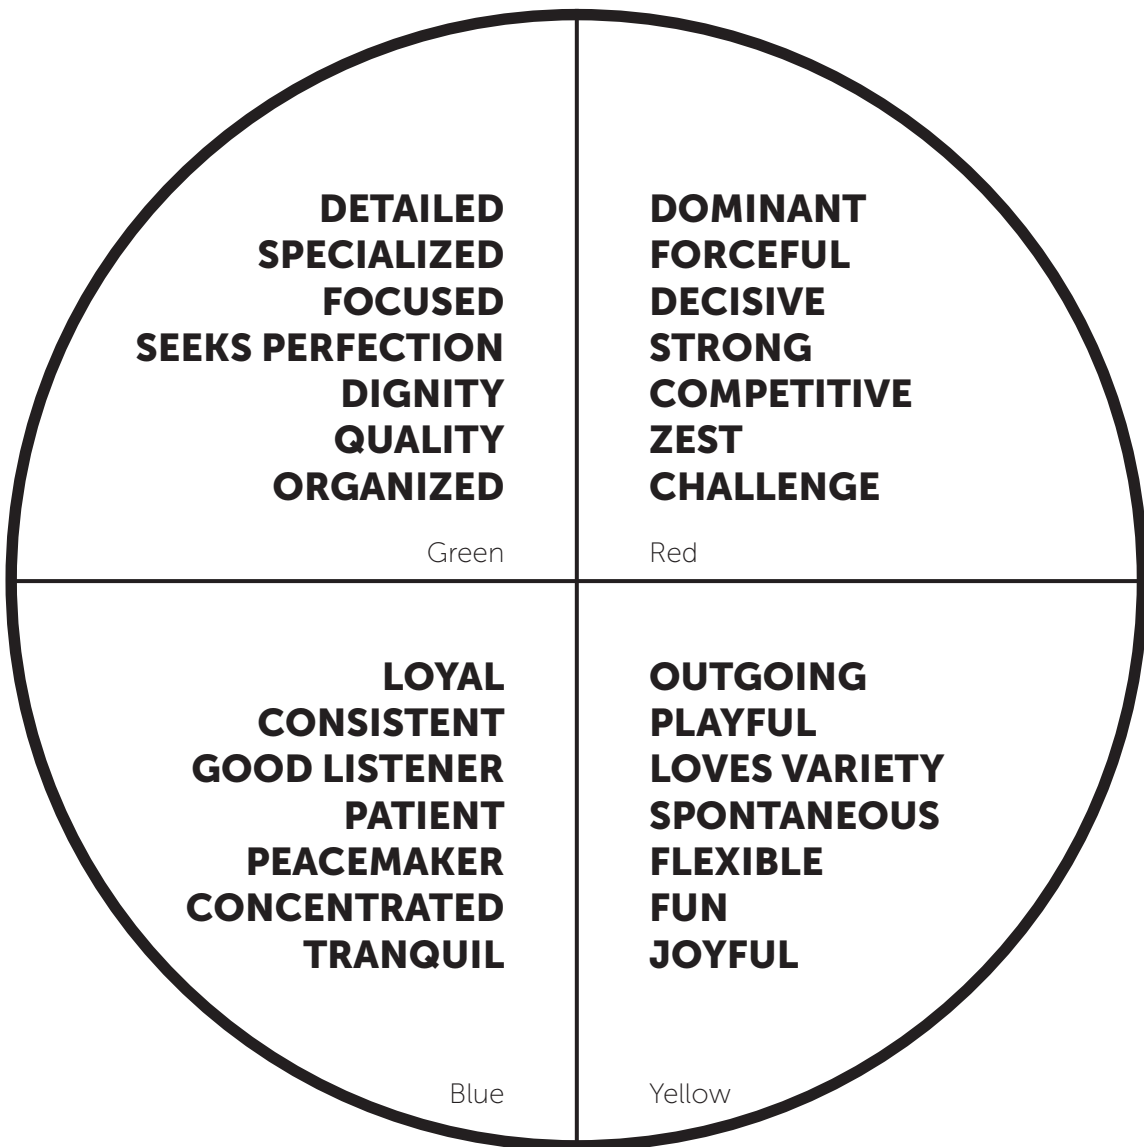 DETAILED
SPECIALIZED
FOCUSED
SEEKS PERFECTION
DIGNITY
QUALITY
ORGANIZED
Green
DOMINANT
FORCEFUL
DECISIVE
STRONG
COMPETITIVE
ZEST
CHALLENGE
Red
LOYAL
CONSISTENT
GOOD LISTENER
PATIENT
PEACEMAKER
CONCENTRATED
TRANQUIL
Blue
OUTGOING
PLAYFUL
LOVES VARIETY
SPONTANEOUS
FLEXIBLE
FUN
JOYFUL
Yellow